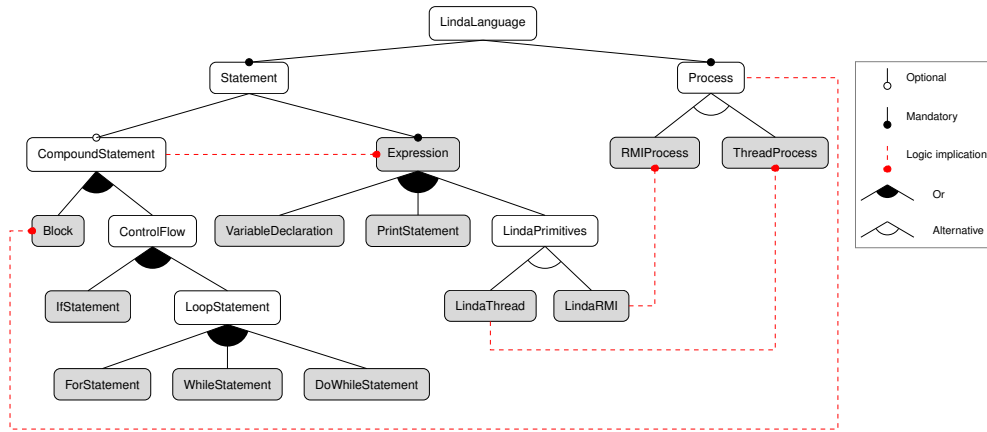 LindaLanguage
Statement
Process
Optional
Mandatory
CompoundStatement
Expression
RMIProcess
ThreadProcess
Logic implication
Or
Block
ControlFlow
VariableDeclaration
PrintStatement
LindaPrimitives
Alternative
IfStatement
LoopStatement
LindaThread
LindaRMI
ForStatement
WhileStatement
DoWhileStatement